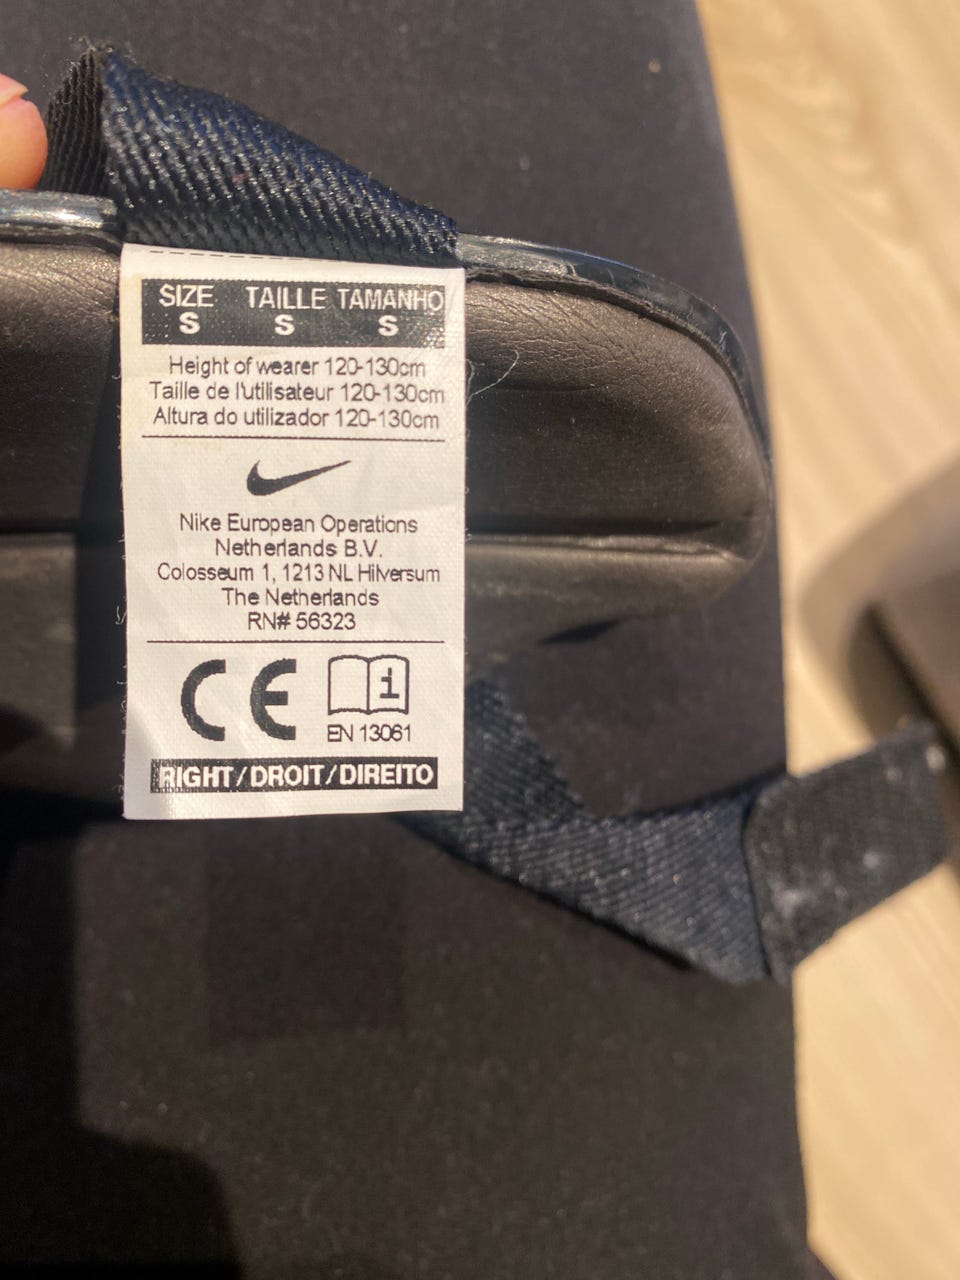 SIZE TAILLE TAMANHO
S S S
Height of wearer 120-130cm
Taille de l'utilisateur 120-130cm
Altura do utilizador 120-130cm
Nike European Operations
Netherlands B.V.
Colosseum 1, 1213 NL Hilversum
The Netherlands
RN# 56323
CE i
EN 13061
RIGHT/DROIT/DIREITO